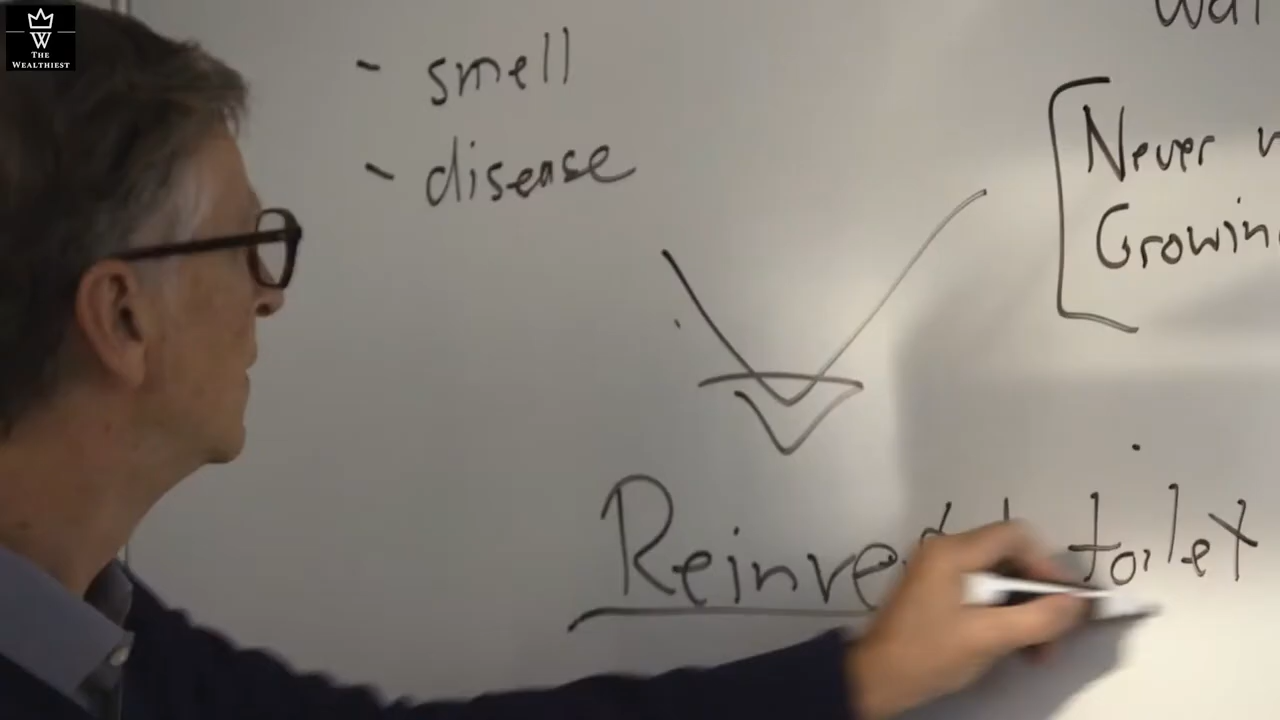 THE
WEALTHIEST
- smell
- disease
Never
Growin
toilet